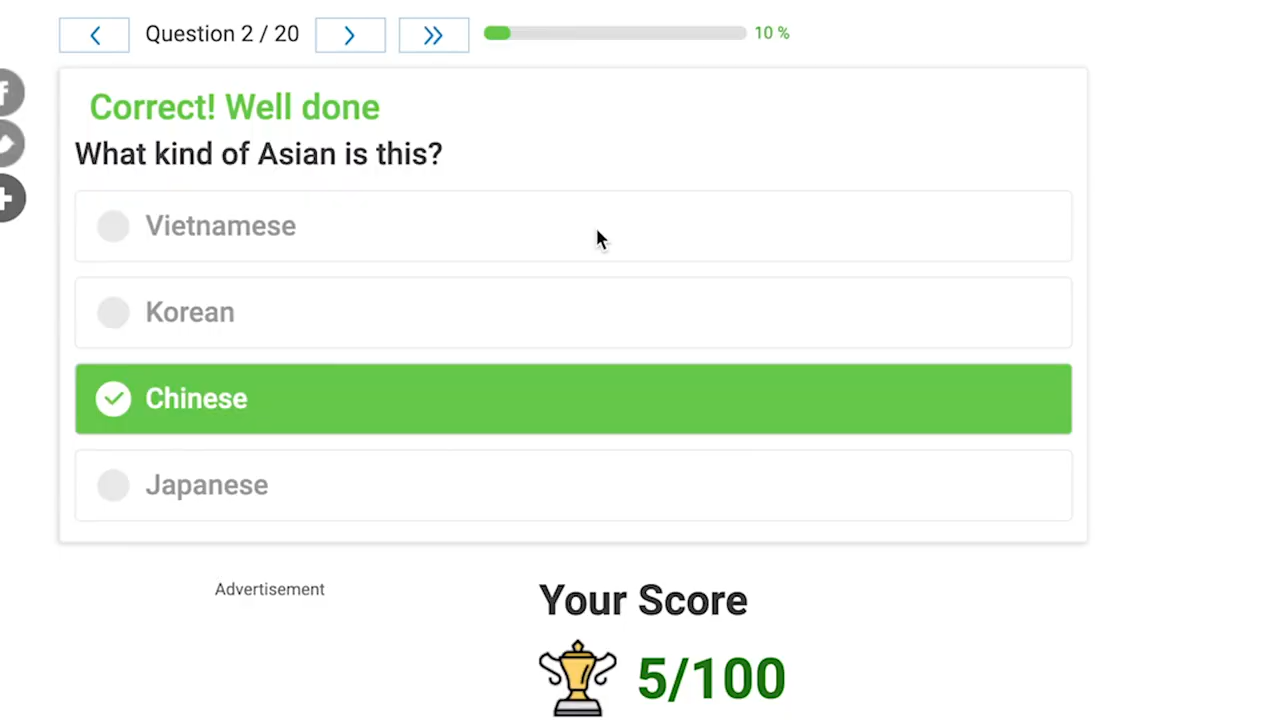 Question 2 / 20
10 %
Correct! Well done
What kind of Asian is this?
Vietnamese
Korean
Chinese
Japanese
Advertisement
Your Score
5/100